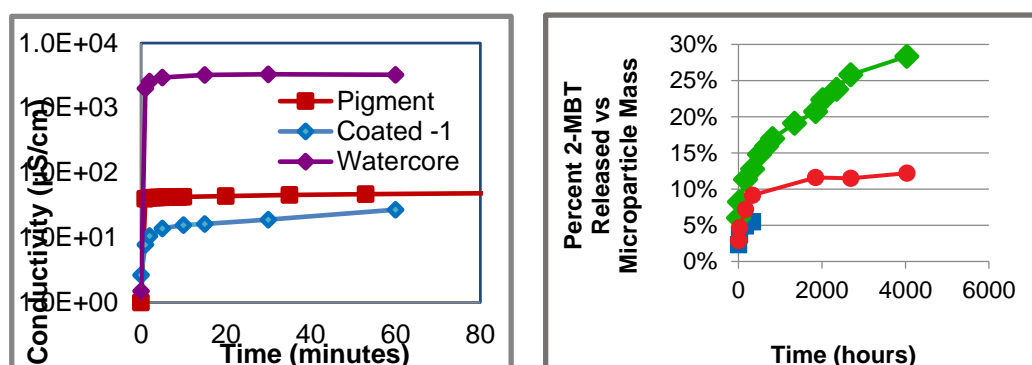 Conductivity (µS/cm)
1.0E+04
1.0E+03
1.0E+02
1.0E+01
1.0E+00
Pigment
Coated -1
Watercore
0
20
40
60
80
Time (minutes)
Percent 2-MBT
Released vs
Microparticle Mass
30%
25%
20%
15%
10%
5%
0%
0
2000
4000
6000
Time (hours)